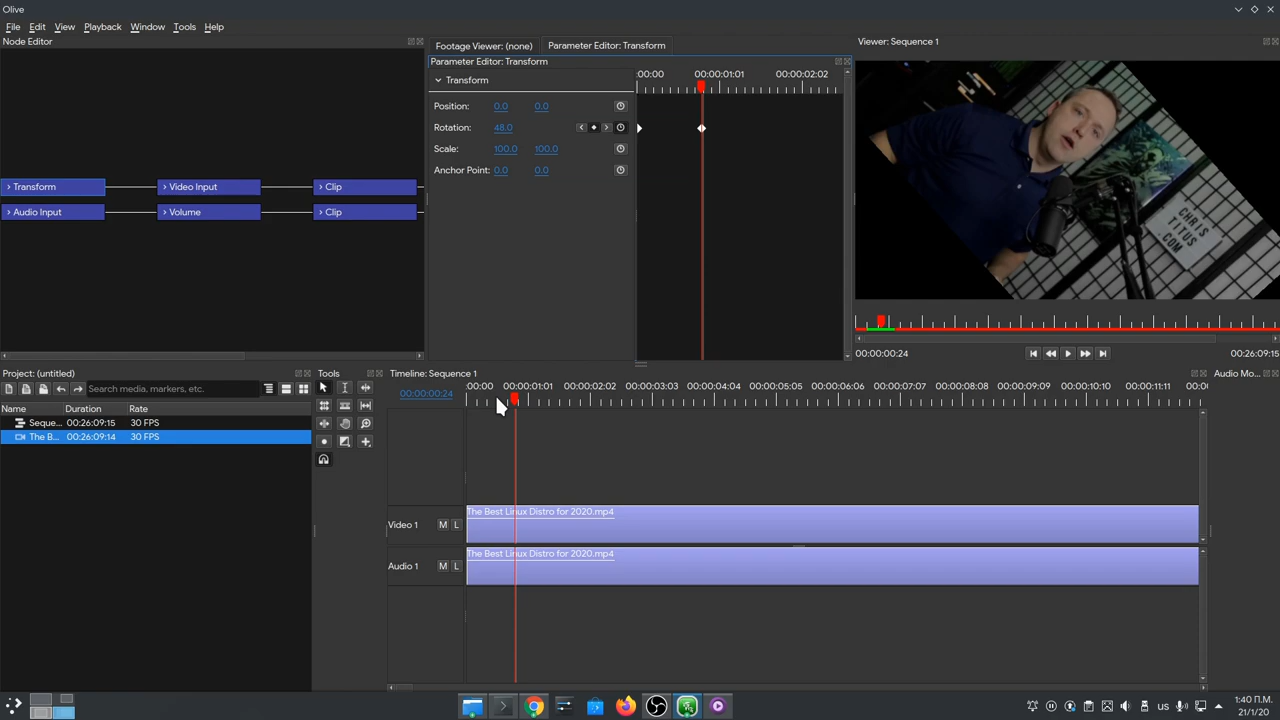 Olive
File Edit View Playback Window Tools Help
Node Editor
Transform Video Input Clip
Audio Input Volume Clip
Footage Viewer: (none) Parameter Editor: Transform
Parameter Editor: Transform
Transform
:00:00 00:00:01:01 00:00:02:02
Position: 0.0 0.0
Rotation: 48.0
Scale: 100.0 100.0
Anchor Point: 0.0 0.0
Viewer: Sequence 1
CHRIS
TITUS
.COM
00:00:00:24 00:26:09:15
Project: (untitled)
Search media, markers, etc.
Name Duration Rate
Seque... 00:26:09:15 30 FPS
The B... 00:26:09:14 30 FPS
Tools
Timeline: Sequence 1
00:00:00:24 :00:00 00:00:01:01 00:00:02:02 00:00:03:03 00:00:04:04 00:00:05:05 00:00:06:06 00:00:07:07 00:00:08:08 00:00:09:09 00:00:10:10 00:00:11:11 00:0
The Best Linux Distro for 2020.mp4
Video 1 M L
The Best Linux Distro for 2020.mp4
Audio 1 M L
Audio Mo...
US
1:40 Π.Μ.
21/1/20